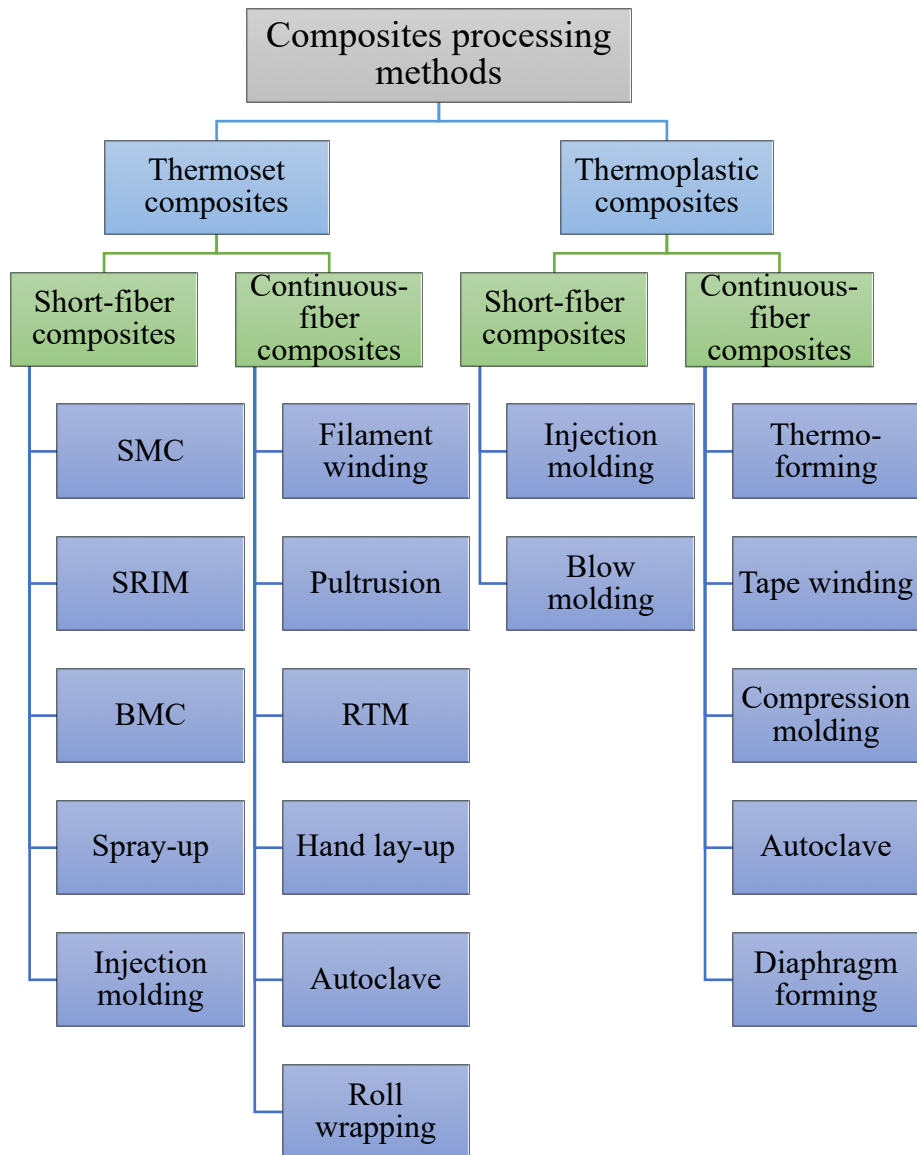 Composites processing
methods
Thermoset
composites
Thermoplastic
composites
Short-fiber
composites
Continuous-
fiber
composites
Short-fiber
composites
Continuous-
fiber
composites
SMC
SRIM
BMC
Spray-up
Injection
molding
Filament
winding
Pultrusion
RTM
Hand lay-up
Autoclave
Roll
wrapping
Injection
molding
Blow
molding
Thermo-
forming
Tape winding
Compression
molding
Autoclave
Diaphragm
forming